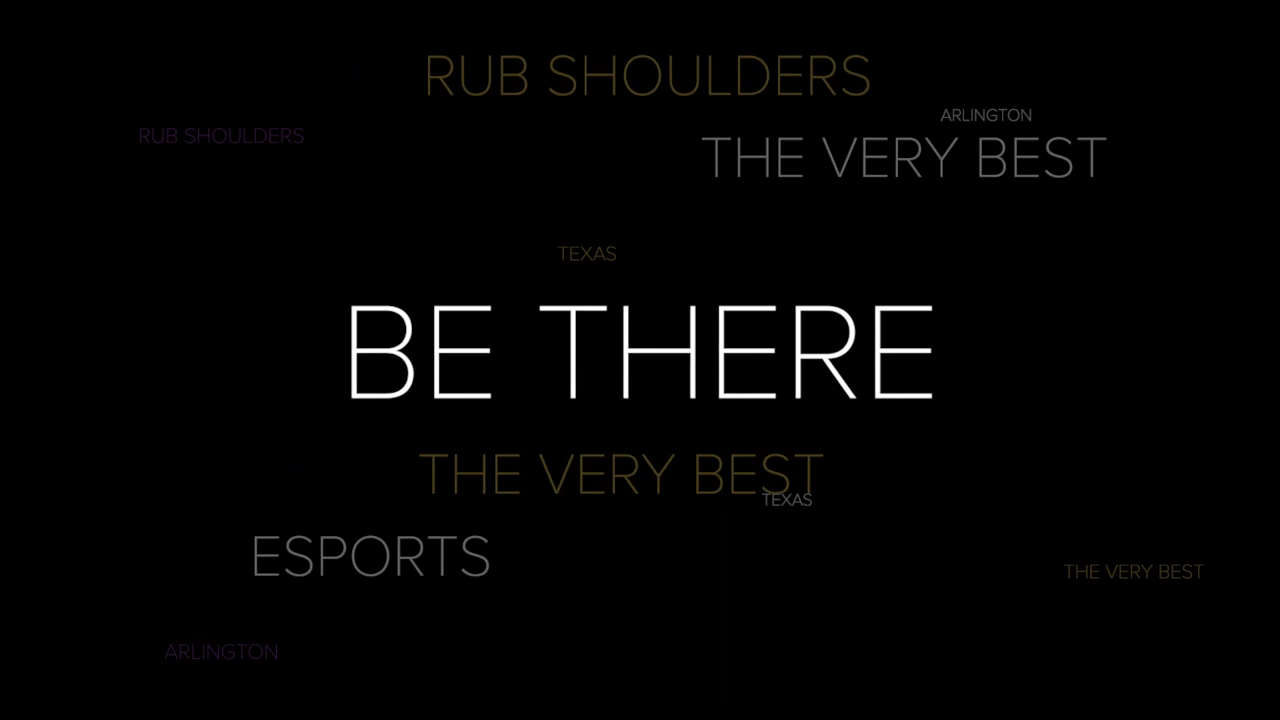 RUB SHOULDERS
ARLINGTON
RUB SHOULDERS
THE VERY BEST
TEXAS
BE THERE
THE VERY BEST
TEXAS
ESPORTS
THE VERY BEST
ARLINGTON